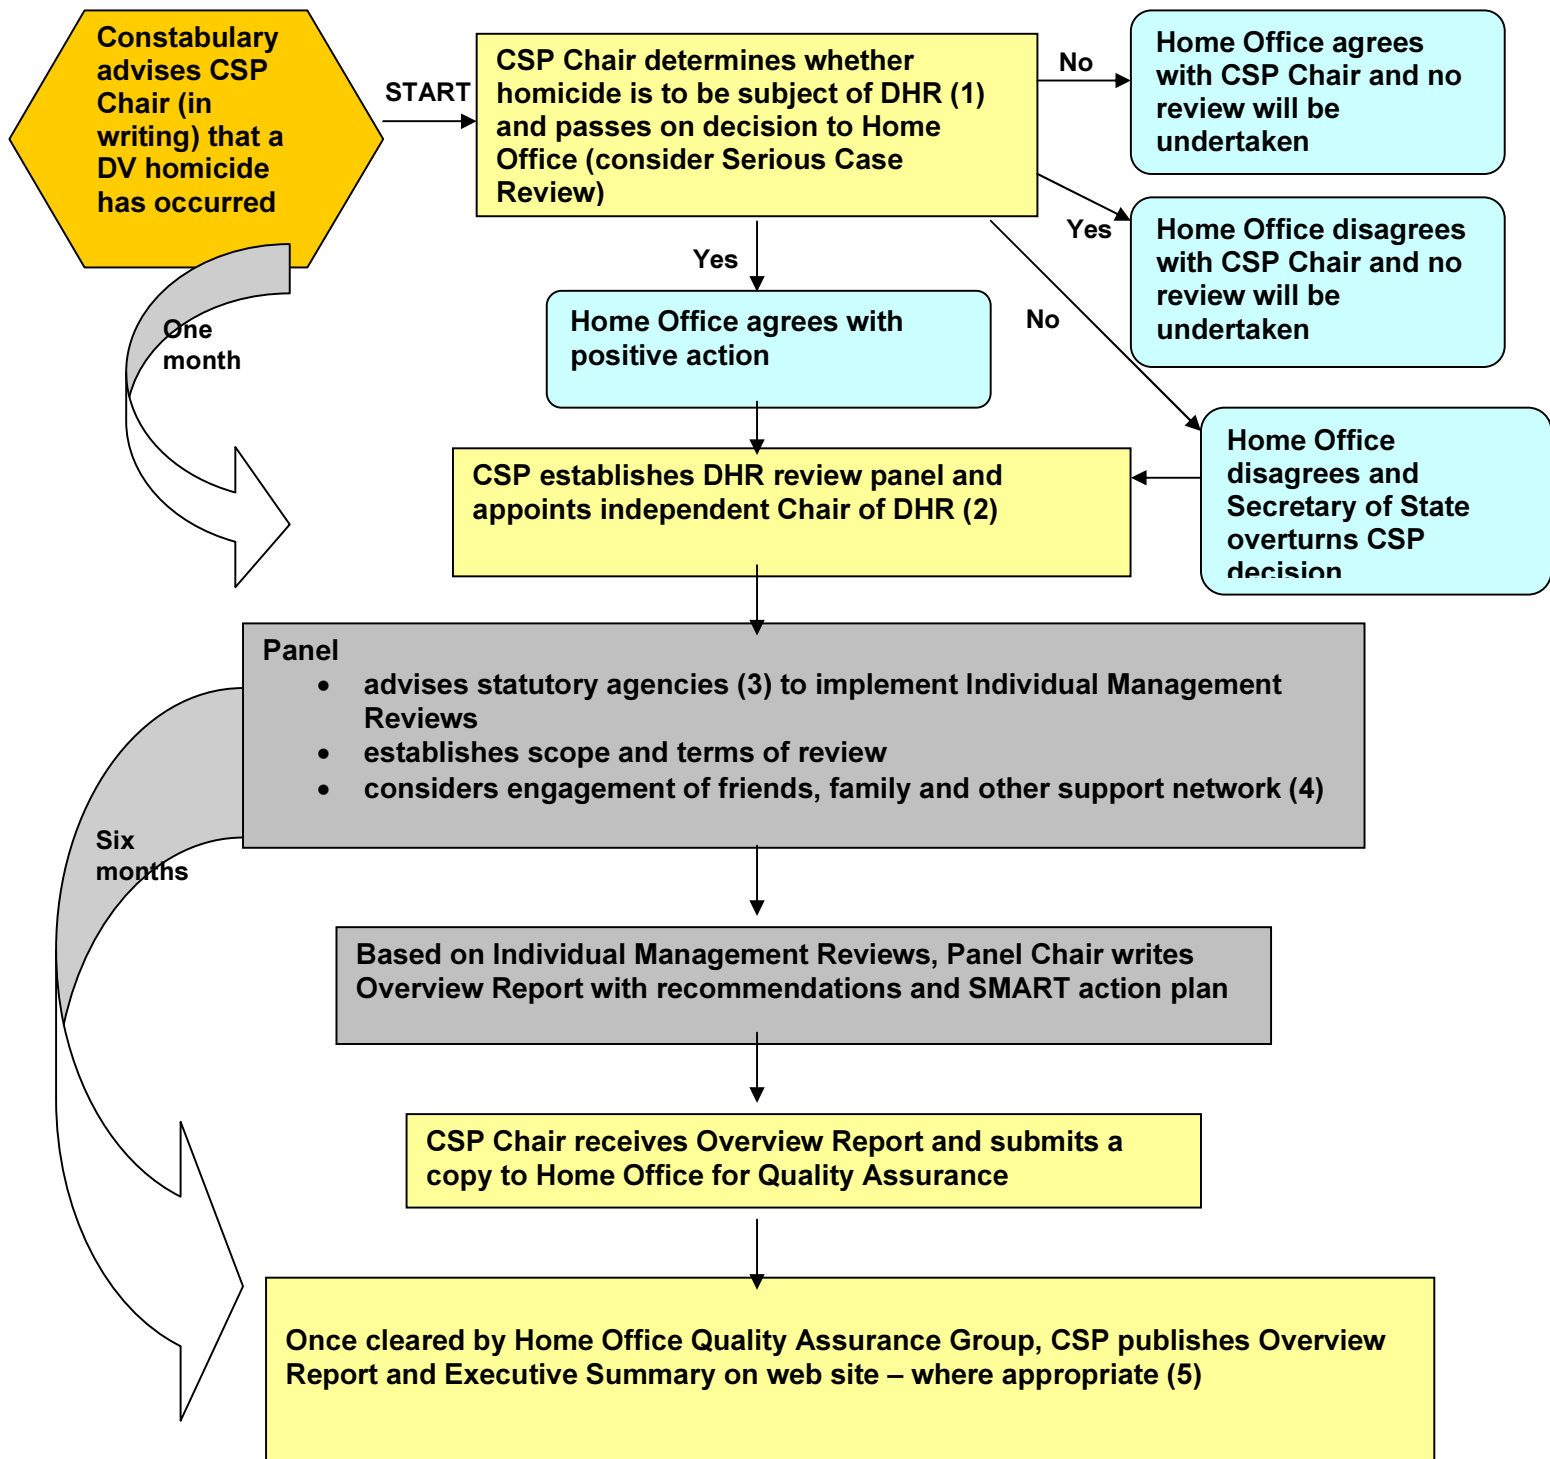 Constabulary
advises CSP
Chair (in
writing) that a
DV homicide
has occurred
START
CSP Chair determines whether
homicide is to be subject of DHR (1)
and passes on decision to Home
Office (consider Serious Case
Review)
No
Home Office agrees
with CSP Chair and no
review will be
undertaken
Yes
Home Office disagrees
with CSP Chair and no
review will be
undertaken
Yes
No
One
month
Home Office agrees with
positive action
Home Office
disagrees and
Secretary of State
overturns CSP
decision
CSP establishes DHR review panel and
appoints independent Chair of DHR (2)
Panel
• advises statutory agencies (3) to implement Individual Management
Reviews
• establishes scope and terms of review
• considers engagement of friends, family and other support network (4)
Six
months
Based on Individual Management Reviews, Panel Chair writes
Overview Report with recommendations and SMART action plan
CSP Chair receives Overview Report and submits a
copy to Home Office for Quality Assurance
Once cleared by Home Office Quality Assurance Group, CSP publishes Overview
Report and Executive Summary on web site – where appropriate (5)